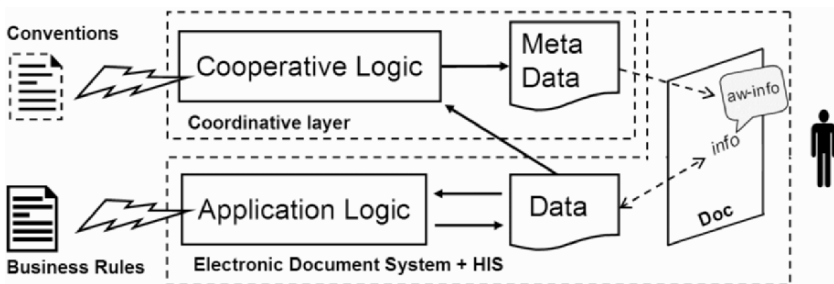 Conventions
Cooperative Logic
Meta
Data
aw-info
Coordinative layer
info
Application Logic
Data
Doc
Business Rules
Electronic Document System + HIS